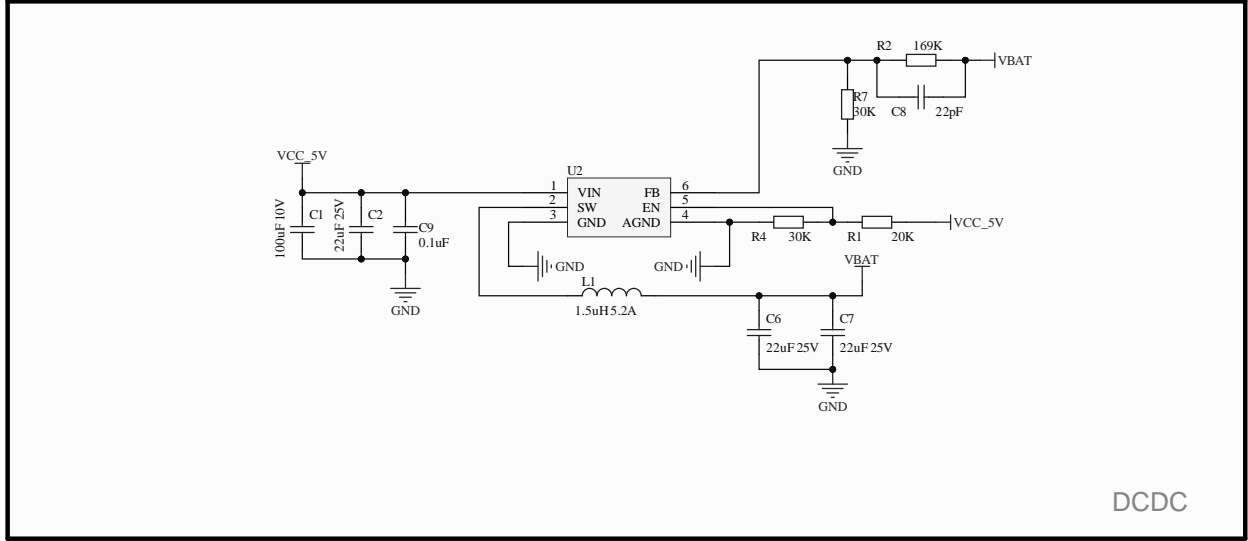 R2 169K
VBAT
R7
30K
C8 22pF
GND
VCC_5V
U2
1 VIN FB 6
2 SW EN 5
3 GND AGND 4
100uF 10V
C1
22uF 25V
C2
C9
0.1uF
GND
R4 30K
R1 20K
VCC_5V
GND
GND
VBAT
L1
1.5uH 5.2A
C6
22uF 25V
C7
22uF 25V
GND
DCDC